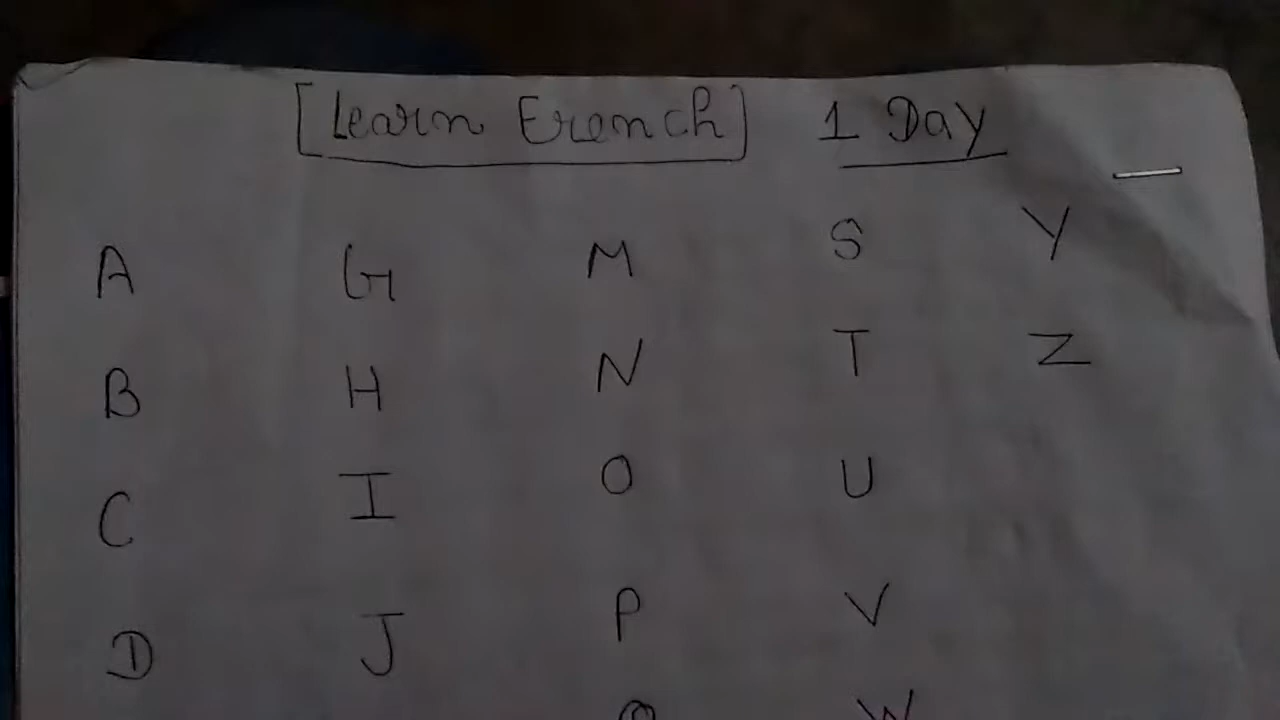 [Learn French] 1 Day
A G M S Y
B H N T Z
C I O U
D J P V
Q W